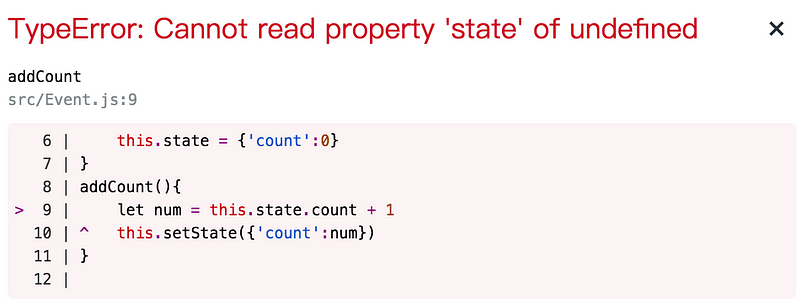 TypeError: Cannot read property 'state' of undefined ×
addCount
src/Event.js:9
6 |     this.state = {'count':0}
7 | }
8 | addCount(){
> 9 |     let num = this.state.count + 1
10 | ^   this.setState({'count':num})
11 | }
12 |